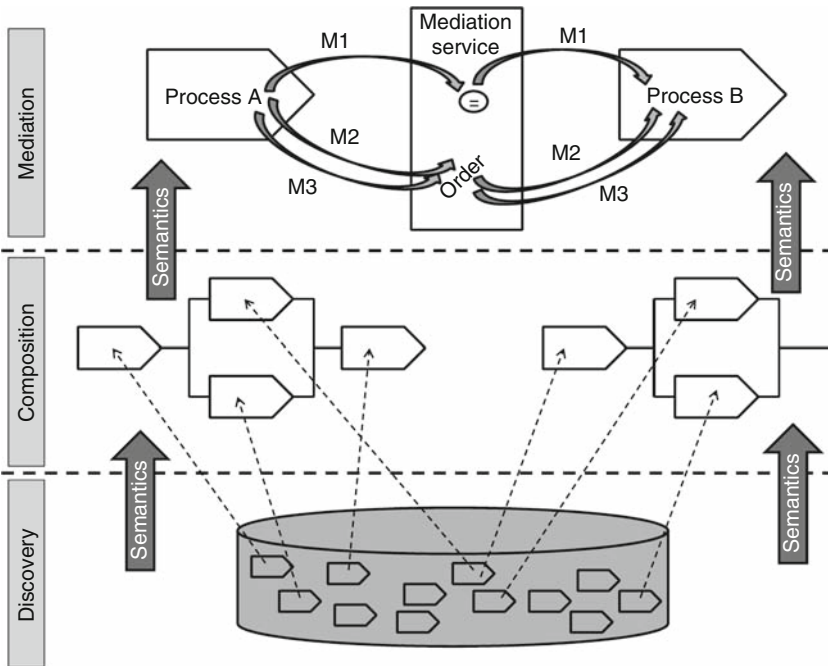 Mediation
Mediation
service
M1
M1
Process A
=
Process B
M2
M2
M3
Order
M3
Semantics
Semantics
Composition
Semantics
Semantics
Discovery